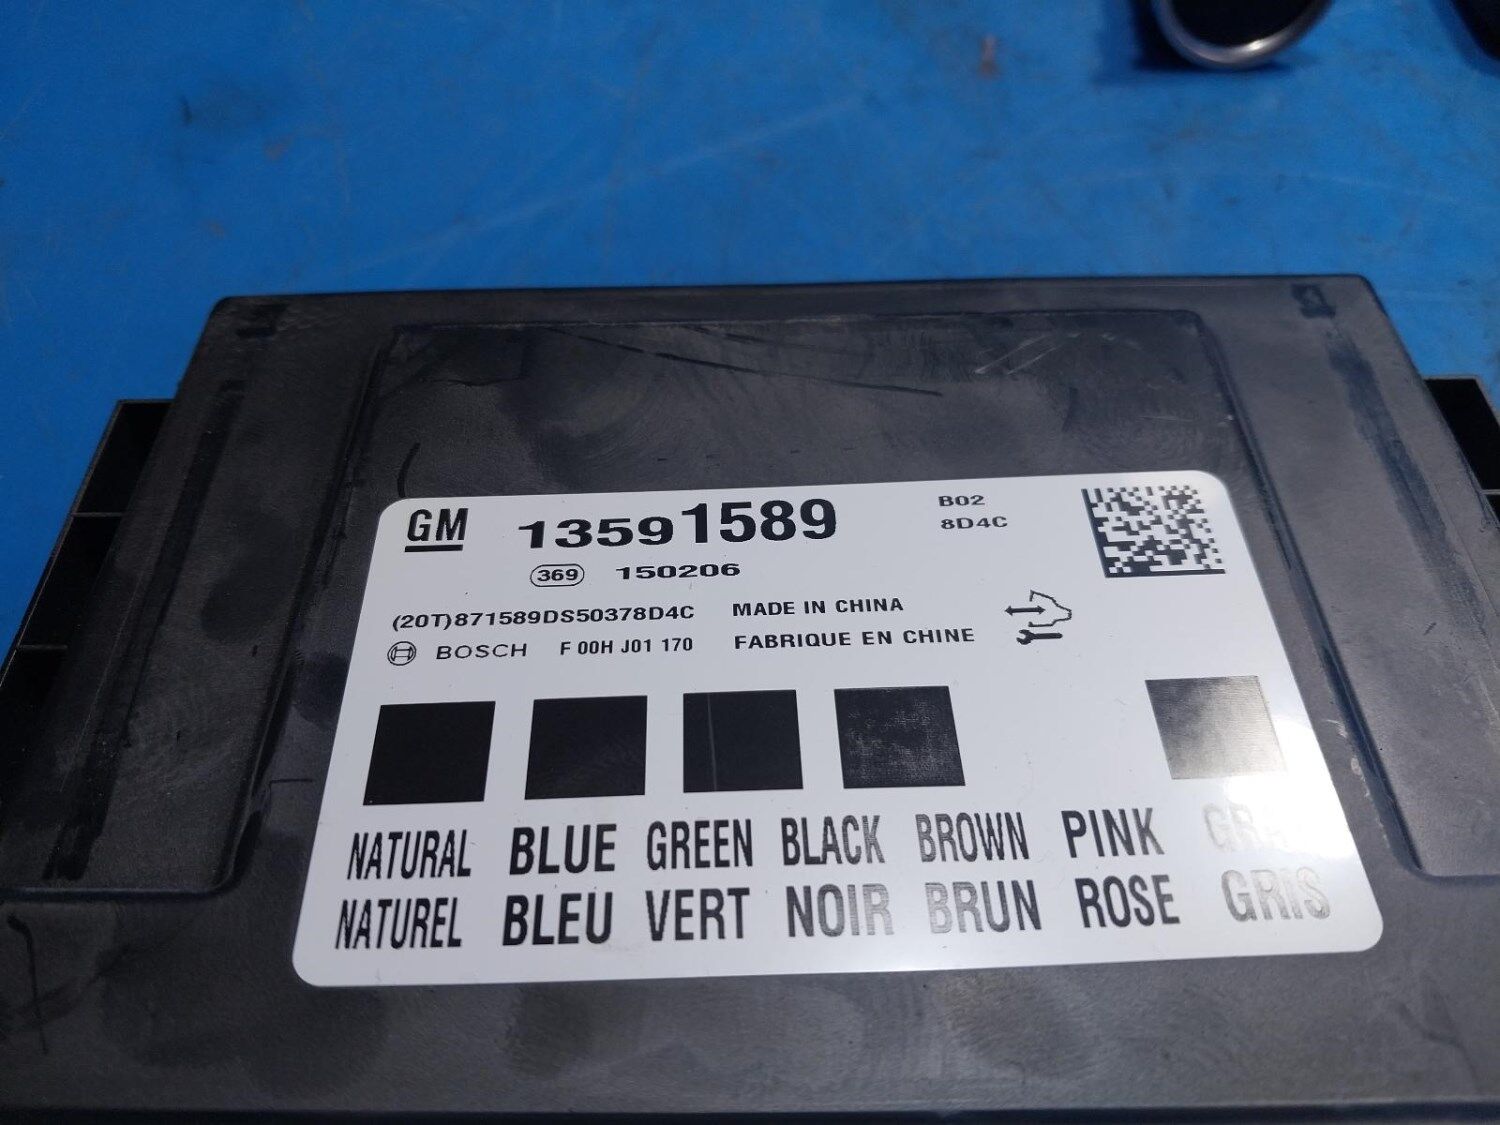 GM 13591589 B02
8D4C
369 150206
(20T)871589DS50378D4C MADE IN CHINA
BOSCH F 00H J01 170 FABRIQUE EN CHINE
NATURAL BLUE GREEN BLACK BROWN PINK
NATUREL BLEU VERT NOIR BRUN ROSE GRIS